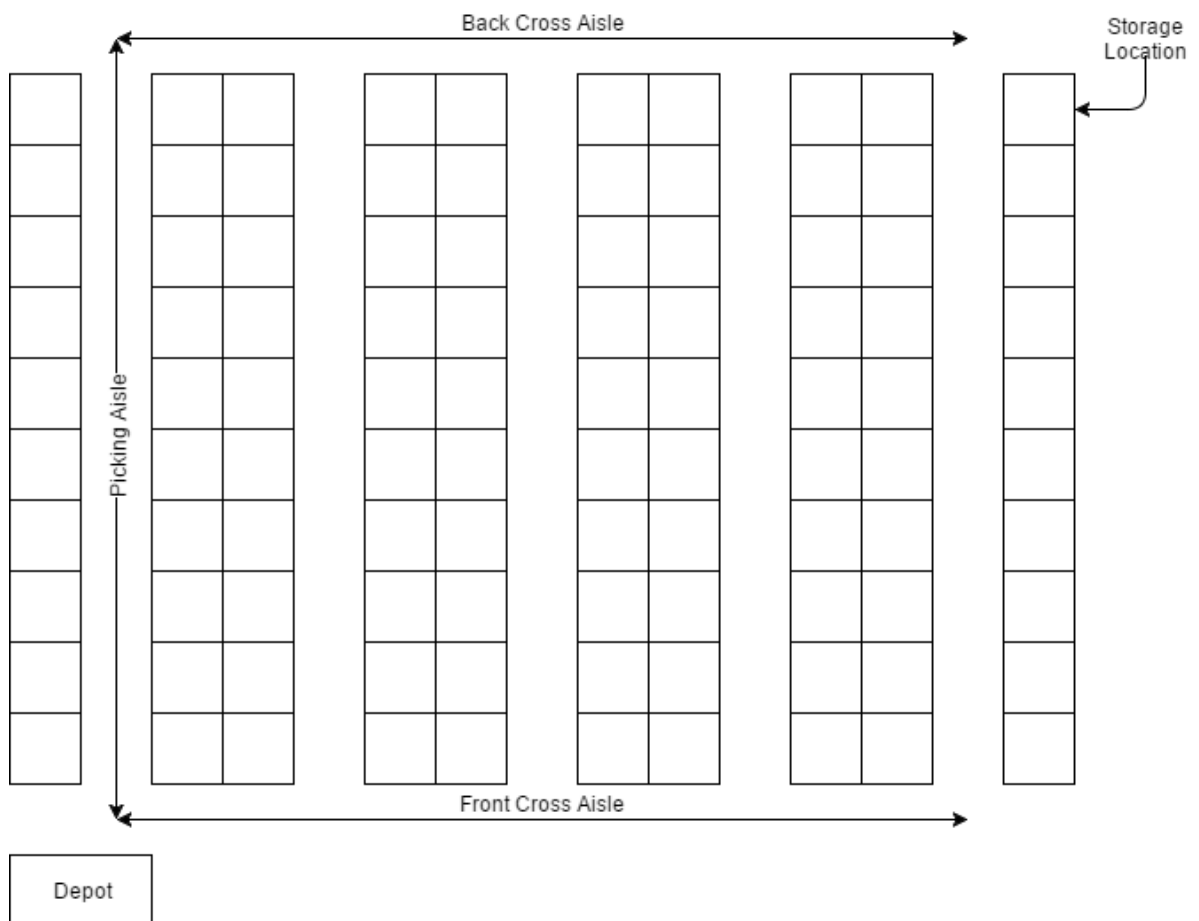 Back Cross Aisle
Storage
Location
Picking Aisle
Front Cross Aisle
Depot